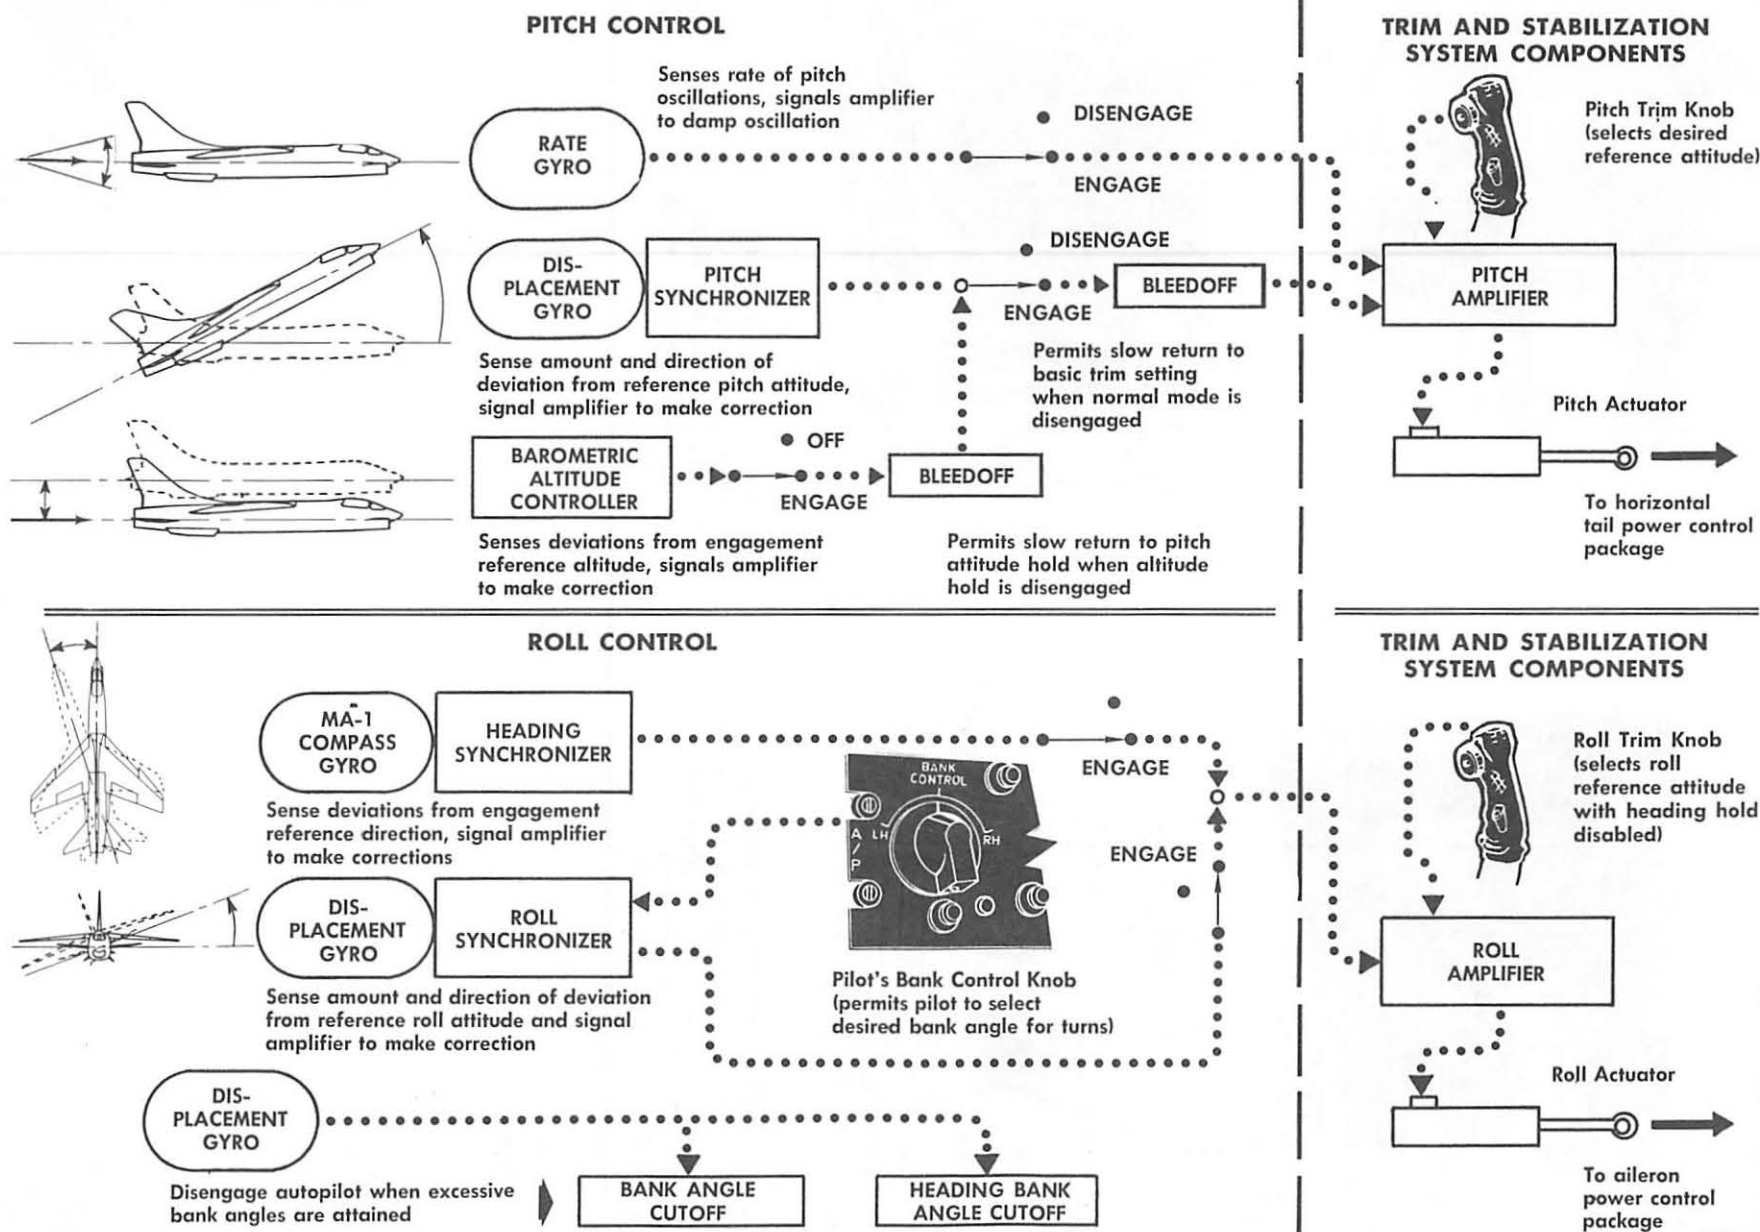 PITCH CONTROL
TRIM AND STABILIZATION
SYSTEM COMPONENTS
Senses rate of pitch
oscillations, signals amplifier
to damp oscillation
RATE
GYRO
DISENGAGE
ENGAGE
Pitch Trim Knob
(selects desired
reference attitude)
DIS-
PLACEMENT
GYRO
PITCH
SYNCHRONIZER
DISENGAGE
ENGAGE
BLEEDOFF
PITCH
AMPLIFIER
Sense amount and direction of
deviation from reference pitch attitude,
signal amplifier to make correction
Permits slow return to
basic trim setting
when normal mode is
disengaged
Pitch Actuator
BAROMETRIC
ALTITUDE
CONTROLLER
OFF
ENGAGE
BLEEDOFF
To horizontal
tail power control
package
Senses deviations from engagement
reference altitude, signals amplifier
to make correction
Permits slow return to pitch
attitude hold when altitude
hold is disengaged
ROLL CONTROL
TRIM AND STABILIZATION
SYSTEM COMPONENTS
MA-1
COMPASS
GYRO
HEADING
SYNCHRONIZER
ENGAGE
Roll Trim Knob
(selects roll
reference attitude
with heading hold
disabled)
Sense deviations from engagement
reference direction, signal amplifier
to make corrections
BANK
CONTROL
LH
RH
A
/
P
ENGAGE
DIS-
PLACEMENT
GYRO
ROLL
SYNCHRONIZER
ROLL
AMPLIFIER
Sense amount and direction of deviation
from reference roll attitude and signal
amplifier to make correction
Pilot's Bank Control Knob
(permits pilot to select
desired bank angle for turns)
Roll Actuator
DIS-
PLACEMENT
GYRO
Disengage autopilot when excessive
bank angles are attained
BANK ANGLE
CUTOFF
HEADING BANK
ANGLE CUTOFF
To aileron
power control
package